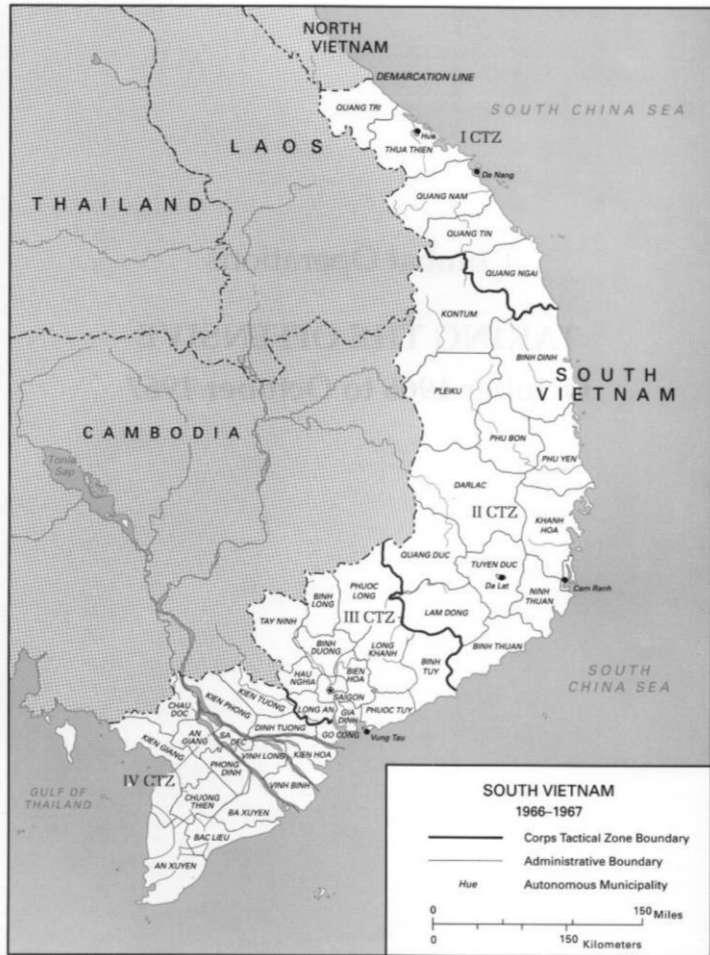 NORTH
VIETNAM
DEMARCATION LINE
SOUTH CHINA SEA
QUANG TRI
Hue
I CTZ
THUA THIEN
LAOS
Da Nang
THAILAND
QUANG NAM
QUANG TIN
QUANG NGAI
KONTUM
BINH DINH
SOUTH
VIETNAM
PLEIKU
CAMBODIA
PHU BON
PHU YEN
Tonle
Sap
DARLAC
II CTZ
KHANH
HOA
QUANG DUC
TUYEN DUC
Da Lat
Cam Ranh
NINH
THUAN
PHUOC
LONG
BINH
LONG
LAM DONG
TAY NINH
III CTZ
BINH THUAN
LONG
KHANH
BINH
DUONG
BINH
TUY
SOUTH
CHINA SEA
HAU
NGHIA
BIEN
HOA
SAIGON
LONG AN
GIA
DINH
PHUOC TUY
GO CONG
Vung Tau
KIEN TUONG
KIEN PHONG
CHAU
DOC
DINH TUONG
AN
GIANG
SA
DEC
KIEN GIANG
VINH LONG
KIEN HOA
PHONG
DINH
IV CTZ
VINH BINH
GULF OF
THAILAND
CHUONG
THIEN
BA XUYEN
BAC LIEU
AN XUYEN
SOUTH VIETNAM
1966–1967
Corps Tactical Zone Boundary
Administrative Boundary
Hue Autonomous Municipality
0 150 Miles
0 150 Kilometers